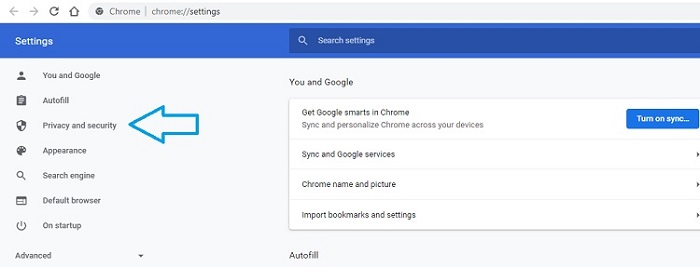 Chrome | chrome://settings
Settings
Search settings
You and Google
Autofill
Privacy and security
Appearance
Search engine
Default browser
On startup
Advanced
You and Google
Get Google smarts in Chrome
Sync and personalize Chrome across your devices
Turn on sync...
Sync and Google services
Chrome name and picture
Import bookmarks and settings
Autofill